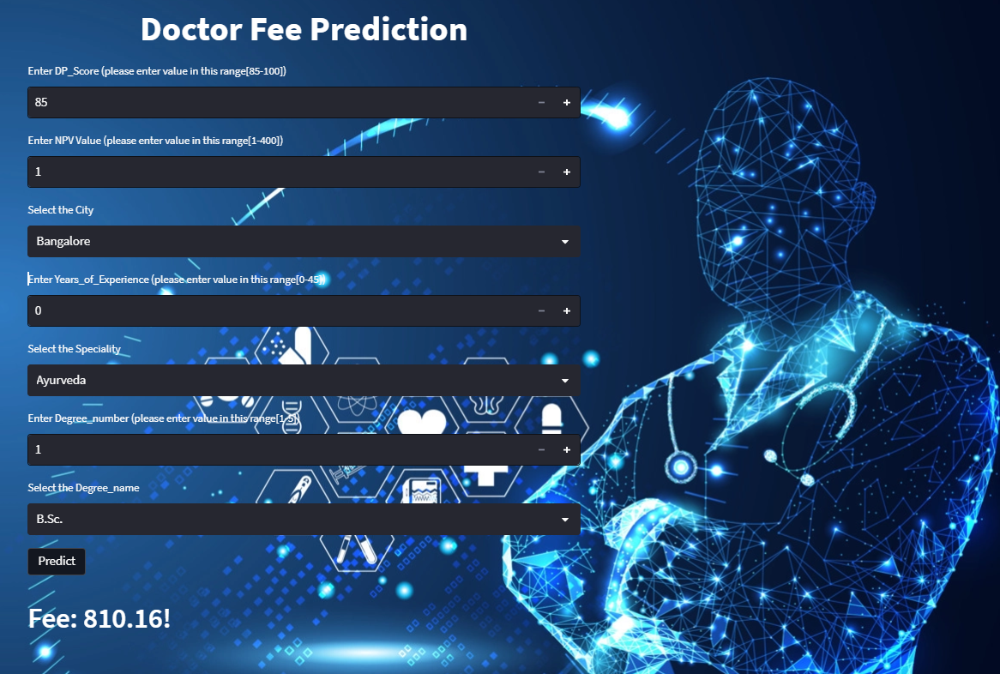 Doctor Fee Prediction
Enter DP_Score (please enter value in this range[85-100])
85
Enter NPV Value (please enter value in this range[1-400])
1
Select the City
Bangalore
Enter Years_of_Experience (please enter value in this range[0-45])
0
Select the Speciality
Ayurveda
Enter Degree_number (please enter value in this range[1-5])
1
Select the Degree_name
B.Sc.
Predict
Fee: 810.16!